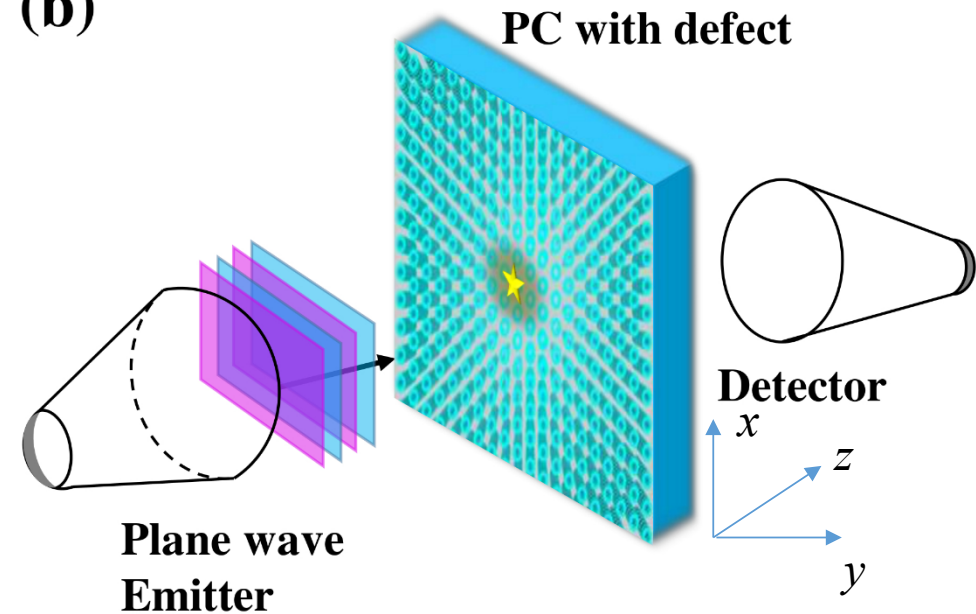 (b)
PC with defect
Detector
x
z
y
Plane wave
Emitter